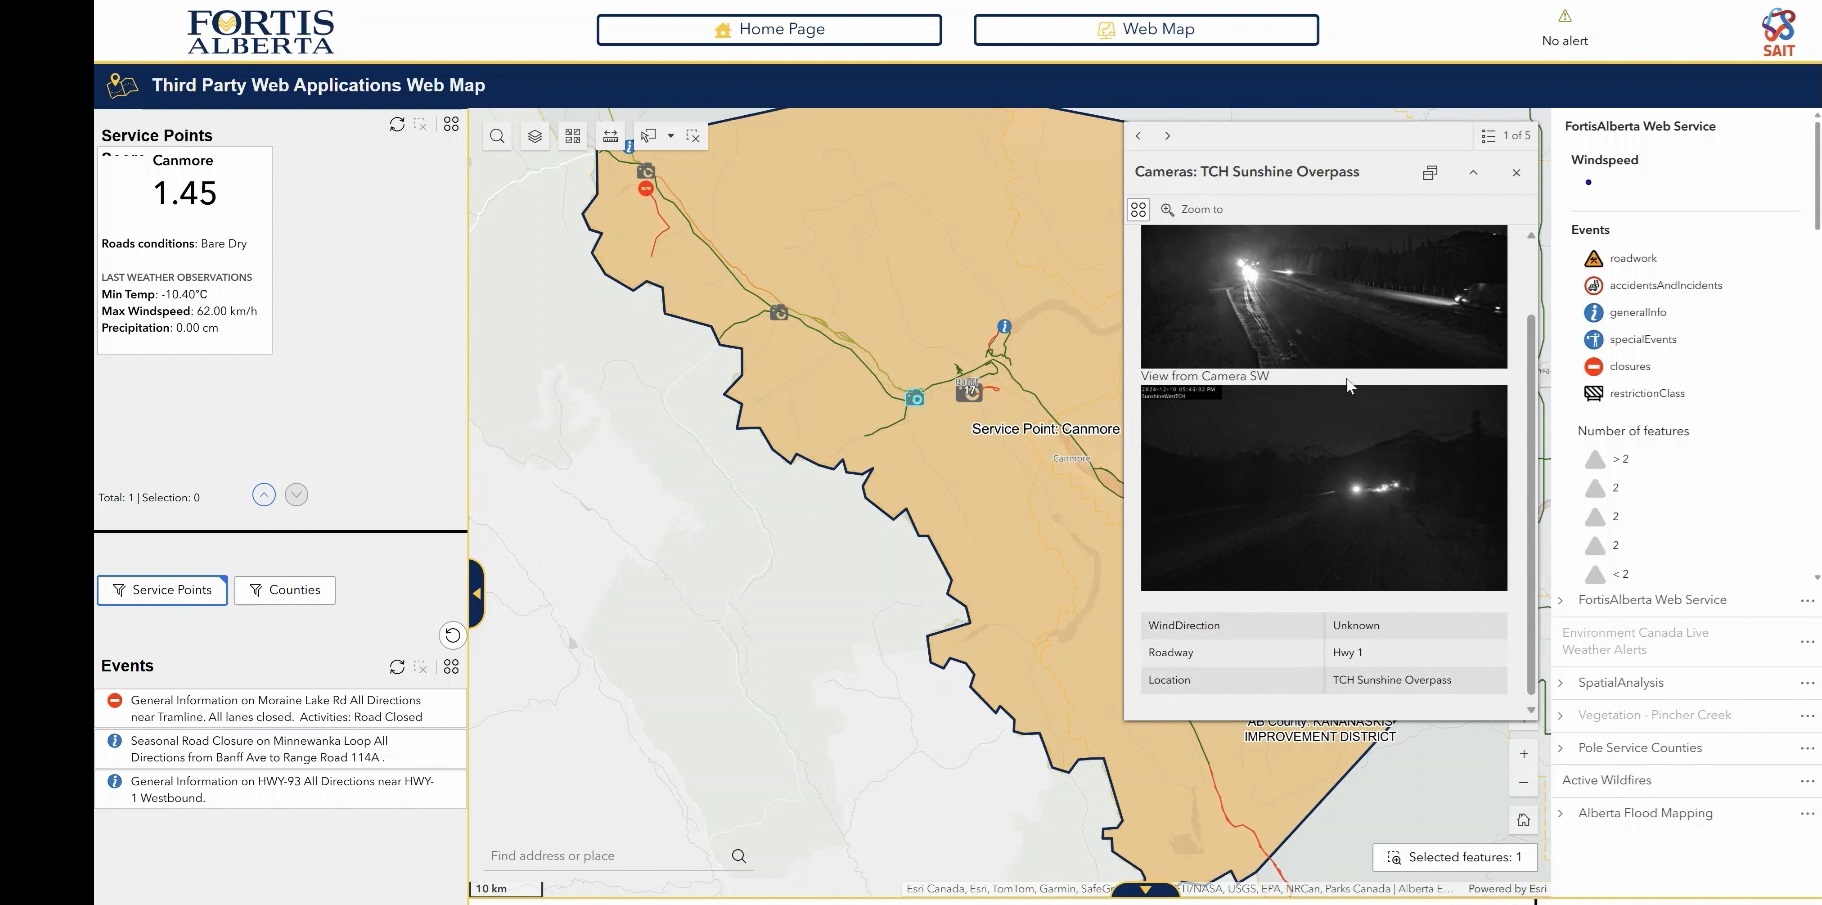 FORTIS
ALBERTA
Home Page
Web Map
No alert
SAIT
Third Party Web Applications Web Map
Service Points
Canmore
1.45
Roads conditions: Bare Dry
LAST WEATHER OBSERVATIONS
Min Temp: -10.40°C
Max Windspeed: 62.00 km/h
Precipitation: 0.00 cm
Total: 1 | Selection: 0
Service Points
Counties
Events
General Information on Moraine Lake Rd All Directions
near Tramline. All lanes closed.  Activities: Road Closed
Seasonal Road Closure on Minnewanka Loop All
Directions from Banff Ave to Range Road 114A .
General Information on HWY-93 All Directions near HWY-
1 Westbound.
Banff
17
Service Point: Canmore
Canmore
AB County: KANANASKIS
IMPROVEMENT DISTRICT
Find address or place
10 km
1 of 5
Cameras: TCH Sunshine Overpass
Zoom to
View from Camera SW
SunshineWestTCH
WindDirection Unknown
Roadway Hwy 1
Location TCH Sunshine Overpass
Selected features: 1
Esri Canada, Esri, TomTom, Garmin, TI/NASA, USGS, EPA, NRCan, Parks Canada | Alberta E...
Powered by Esri
FortisAlberta Web Service
Windspeed
Events
roadwork
accidentsAndIncidents
generalInfo
specialEvents
closures
restrictionClass
Number of features
> 2
2
2
2
< 2
FortisAlberta Web Service
Environment Canada Live
Weather Alerts
SpatialAnalysis
Vegetation - Pincher Creek
Pole Service Counties
Active Wildfires
Alberta Flood Mapping